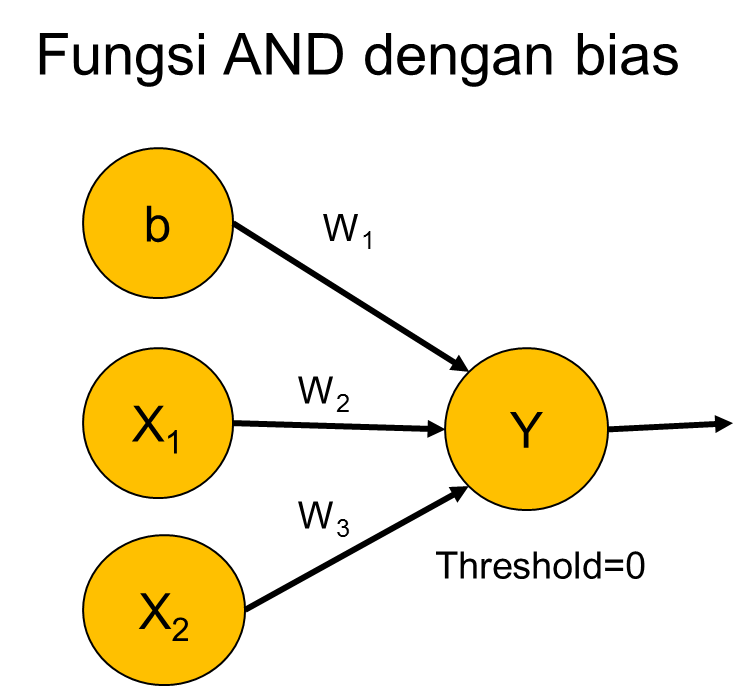 Fungsi AND dengan bias
b
W₁
X₁
W₂
Y
W₃
Threshold=0
X₂